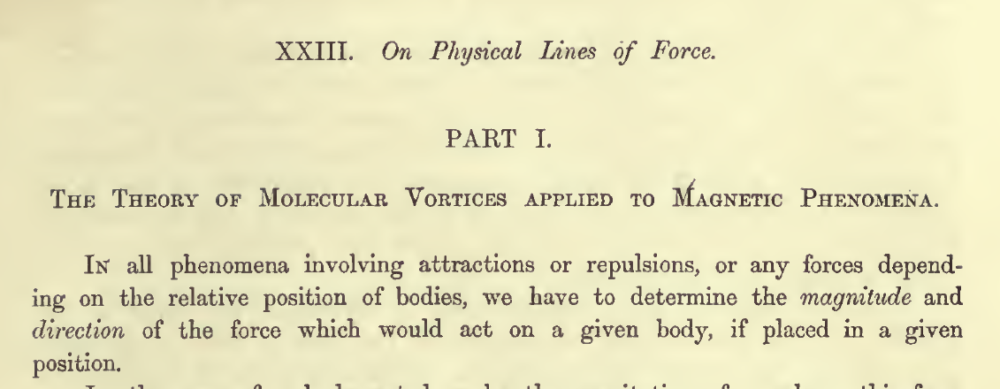 XXIII. On Physical Lines of Force.
PART I.
The Theory of Molecular Vortices applied to Magnetic Phenomena.
In all phenomena involving attractions or repulsions, or any forces depend-
ing on the relative position of bodies, we have to determine the magnitude and
direction of the force which would act on a given body, if placed in a given
position.